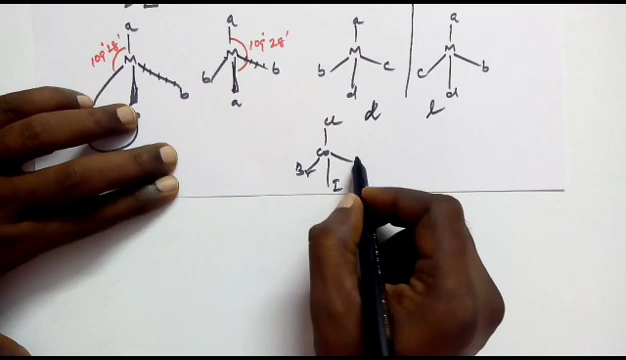 a a a a
109°28' 109°28'
M M M M
b b b b c c b
a d d
d l
Cl
Co
Br
I